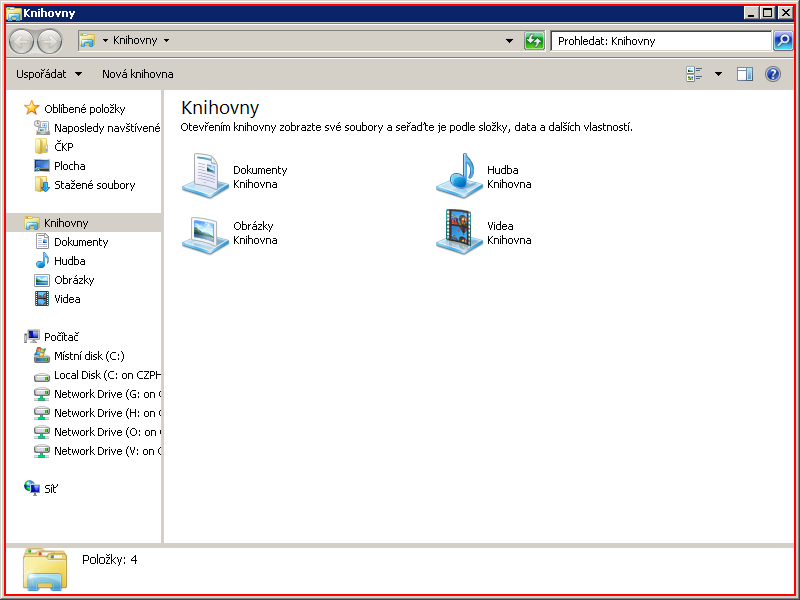 Knihovny
Knihovny
Prohledat: Knihovny
Uspořádat
Nová knihovna
Oblíbené položky
Naposledy navštívené
ČKP
Plocha
Stažené soubory
Knihovny
Dokumenty
Hudba
Obrázky
Videa
Počítač
Místní disk (C:)
Local Disk (C: on CZPH
Network Drive (G: on
Network Drive (H: on
Network Drive (O: on
Network Drive (V: on
Síť
Knihovny
Otevřením knihovny zobrazte své soubory a seřaďte je podle složky, data a dalších vlastností.
Dokumenty
Knihovna
Hudba
Knihovna
Obrázky
Knihovna
Videa
Knihovna
Položky: 4